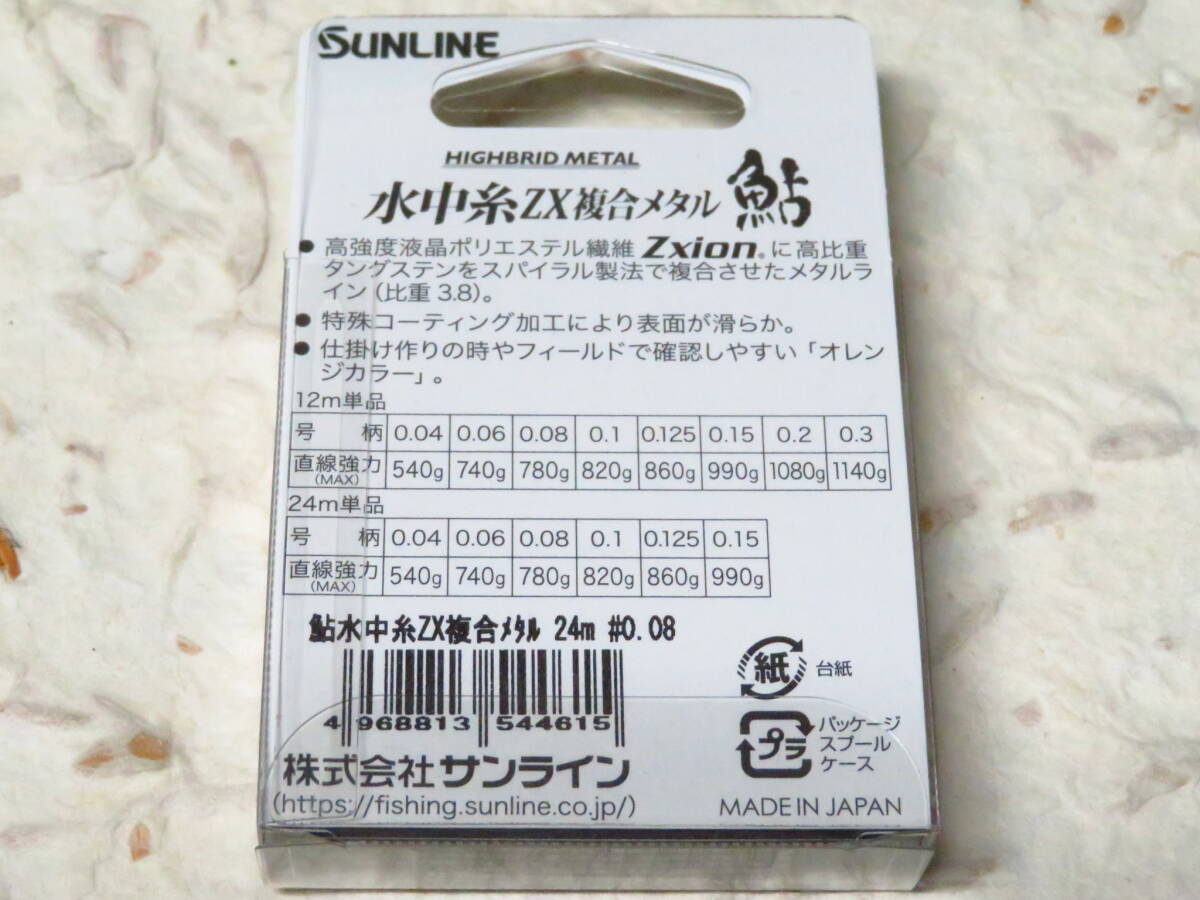 SUNLINE
HIGHBRID METAL
水中糸ZX複合メタル 鮎
● 高強度液晶ポリエステル繊維 Zxion®に高比重
タングステンをスパイラル製法で複合させたメタルラ
イン（比重 3.8）。
● 特殊コーティング加工により表面が滑らか。
● 仕掛け作りの時やフィールドで確認しやすい「オレン
ジカラー」。
12m単品
号 柄 0.04 0.06 0.08 0.1 0.125 0.15 0.2 0.3
直線強力(MAX) 540g 740g 780g 820g 860g 990g 1080g 1140g
24m単品
号 柄 0.04 0.06 0.08 0.1 0.125 0.15
直線強力(MAX) 540g 740g 780g 820g 860g 990g
鮎水中糸ZX複合ﾒﾀﾙ 24m #0.08
4 968813 544615
紙 台紙
プラ パッケージ
スプール
ケース
株式会社サンライン
(https://fishing.sunline.co.jp/)
MADE IN JAPAN